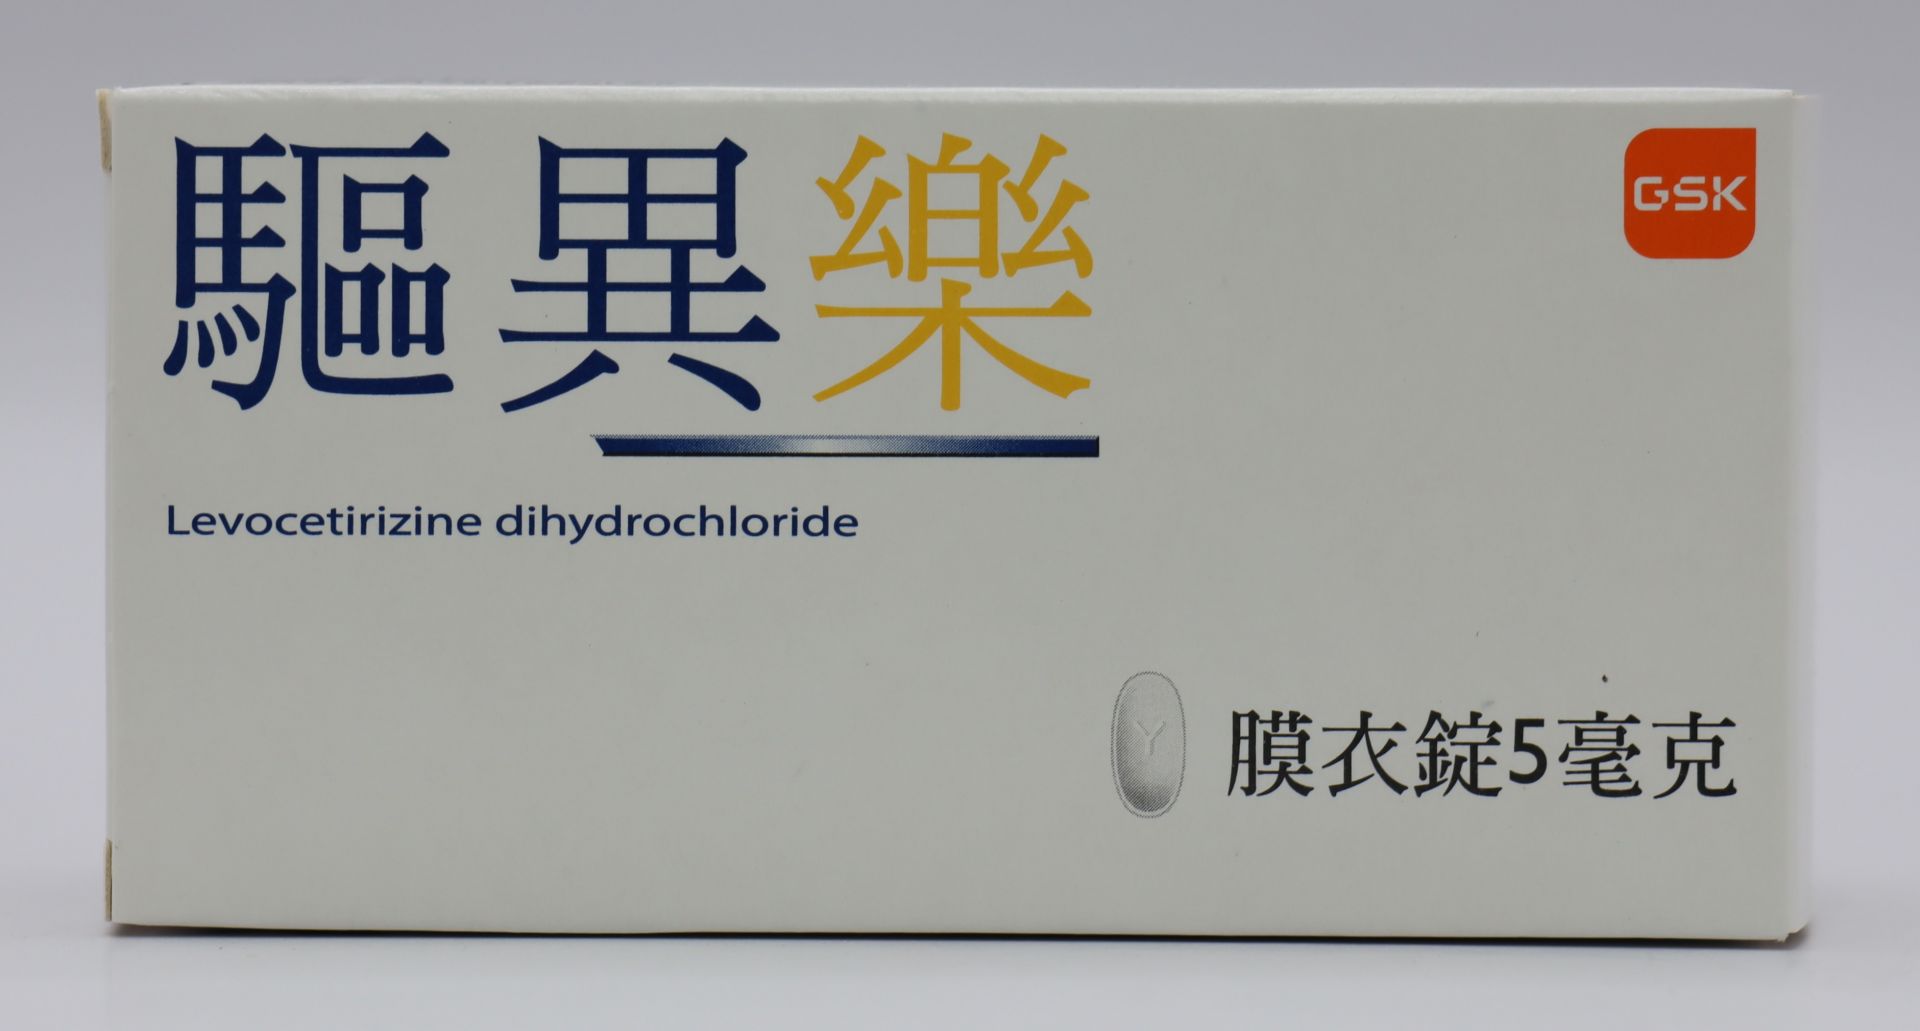 驅異樂
GSK
Levocetirizine dihydrochloride
Y
膜衣錠5毫克